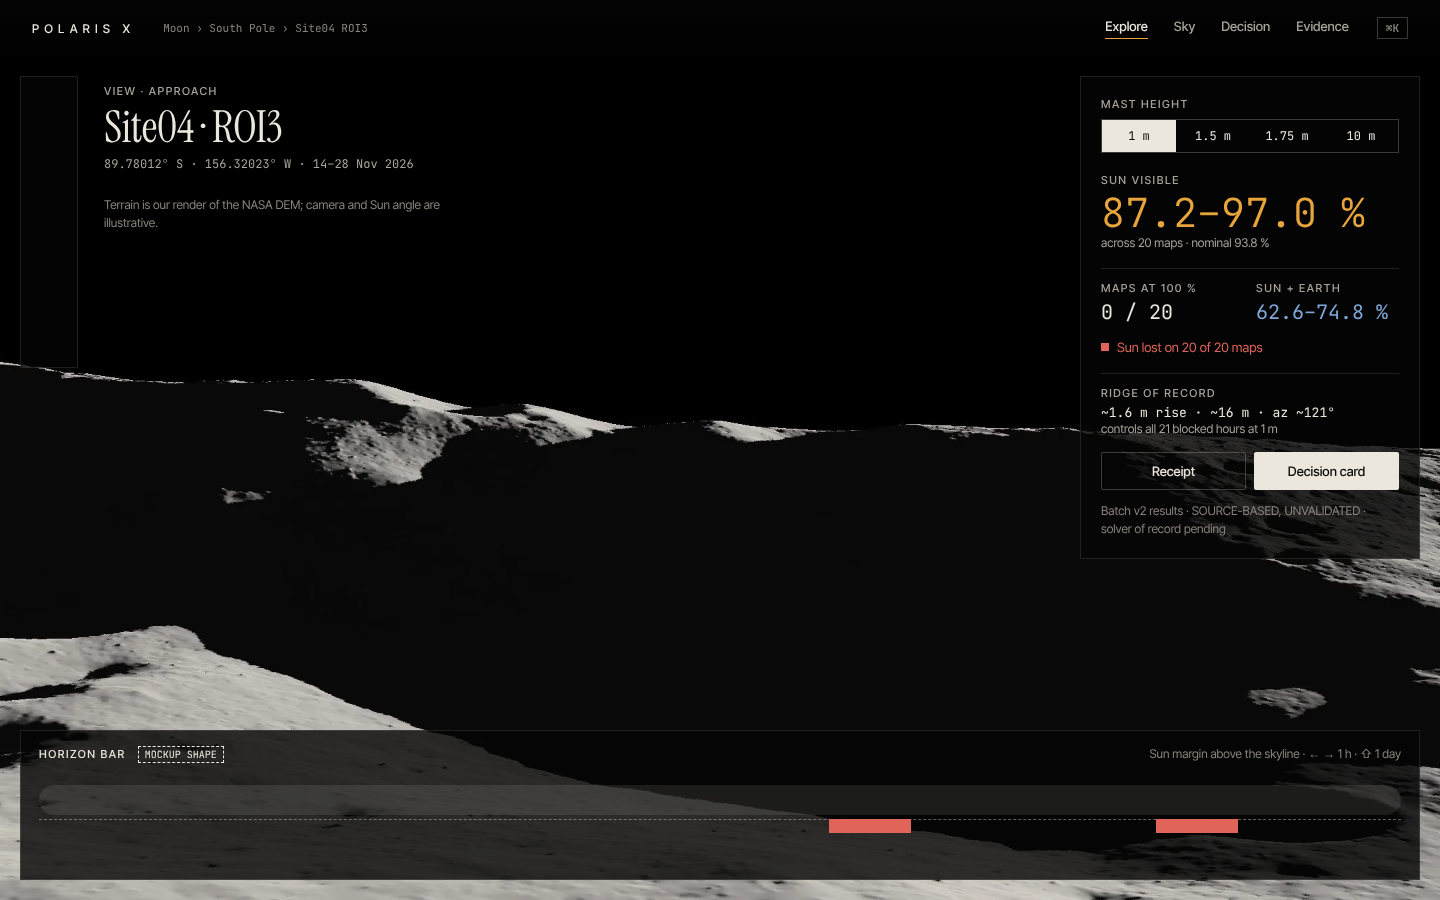 POLARIS X
Moon › South Pole › Site04 ROI3
Explore
Sky
Decision
Evidence
⌘K
VIEW · APPROACH
Site04 · ROI3
89.78012° S · 156.32023° W · 14–28 Nov 2026
Terrain is our render of the NASA DEM; camera and Sun angle are
illustrative.
MAST HEIGHT
1 m
1.5 m
1.75 m
10 m
SUN VISIBLE
87.2–97.0 %
across 20 maps · nominal 93.8 %
MAPS AT 100 %
SUN + EARTH
0 / 20
62.6–74.8 %
Sun lost on 20 of 20 maps
RIDGE OF RECORD
~1.6 m rise · ~16 m · az ~121°
controls all 21 blocked hours at 1 m
Receipt
Decision card
Batch v2 results · SOURCE-BASED, UNVALIDATED ·
solver of record pending
HORIZON BAR
MOCKUP SHAPE
Sun margin above the skyline · ← → 1 h · ⇧ 1 day